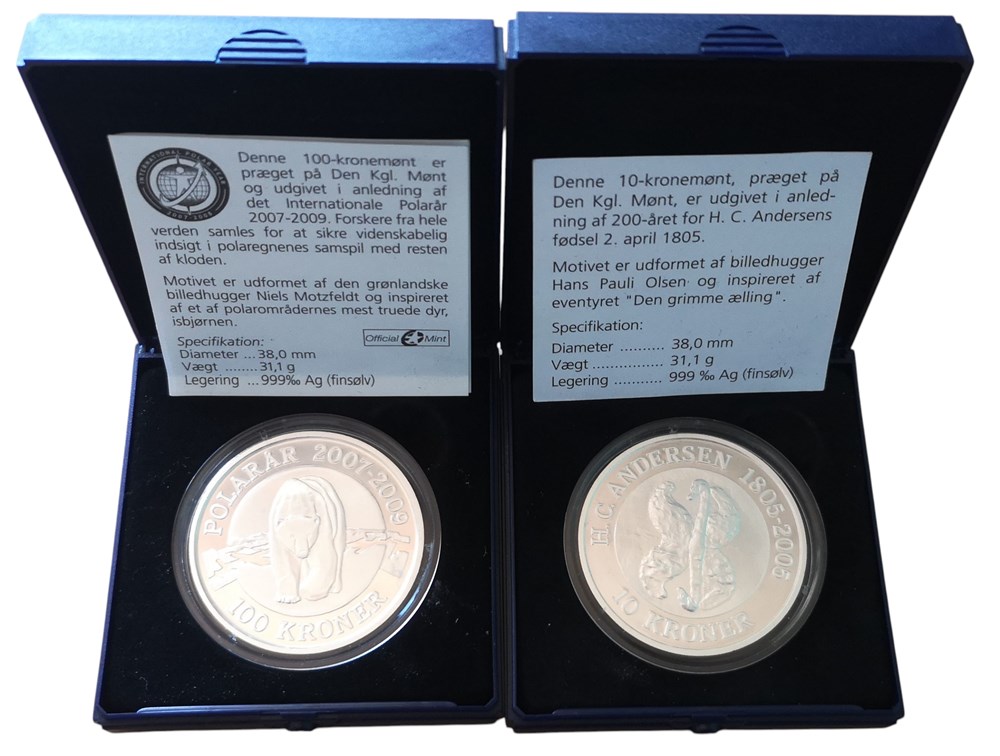 INTERNATIONAL POLAR YEAR
2007-2008
Denne 100-kronemønt er
præget på Den Kgl. Mønt
og udgivet i anledning af
det Internationale Polarår
2007-2009. Forskere fra hele
verden samles for at sikre videnskabelig
indsigt i polaregnenes samspil med resten
af kloden.
Motivet er udformet af den grønlandske
billedhugger Niels Motzfeldt og inspireret
af et af polarområdernes mest truede dyr,
isbjørnen.
Specifikation:
Diameter ... 38,0 mm
Vægt ........ 31,1 g
Legering ... 999‰ Ag (finsølv)
Official Mint
POLARÅR 2007-2009
100 KRONER
Denne 10-kronemønt, præget på
Den Kgl. Mønt, er udgivet i anled-
ning af 200-året for H. C. Andersens
fødsel 2. april 1805.
Motivet er udformet af billedhugger
Hans Pauli Olsen og inspireret af
eventyret "Den grimme ælling".
Specifikation:
Diameter .......... 38,0 mm
Vægt ................. 31,1 g
Legering ........... 999 ‰ Ag (finsølv)
H.C. ANDERSEN 1805-2005
10 KRONER